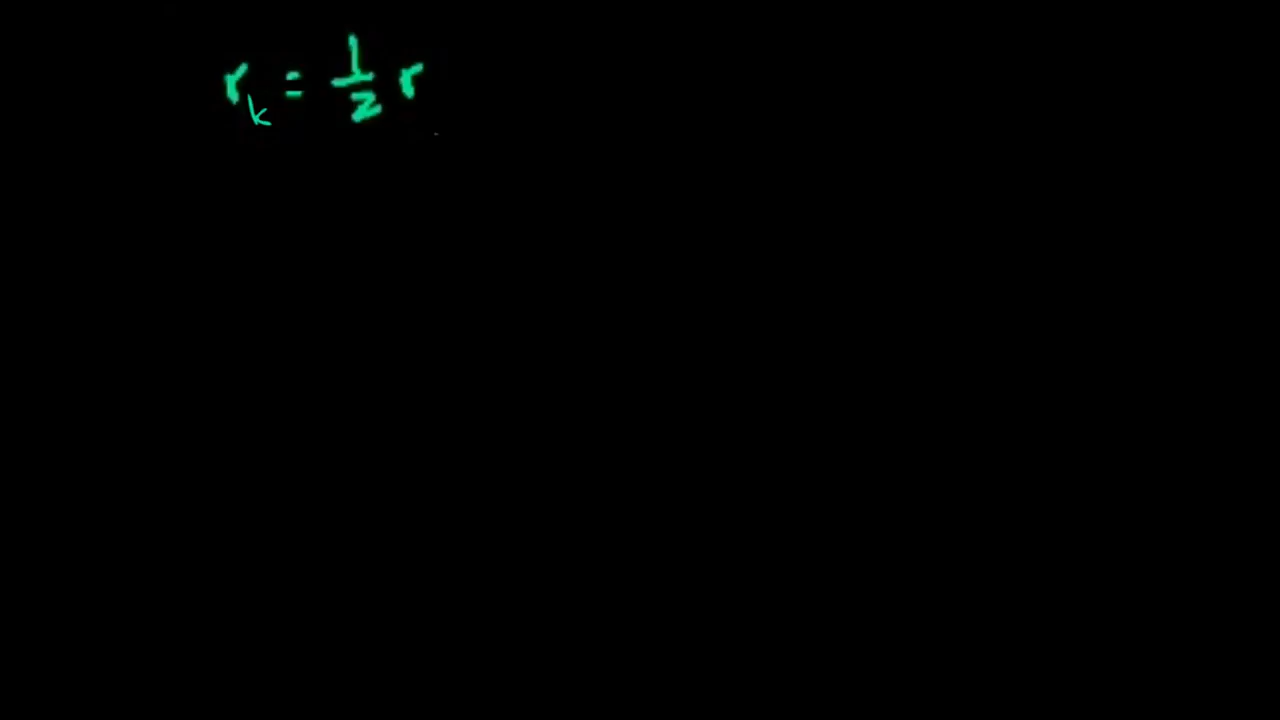 r_k = 1/2 r